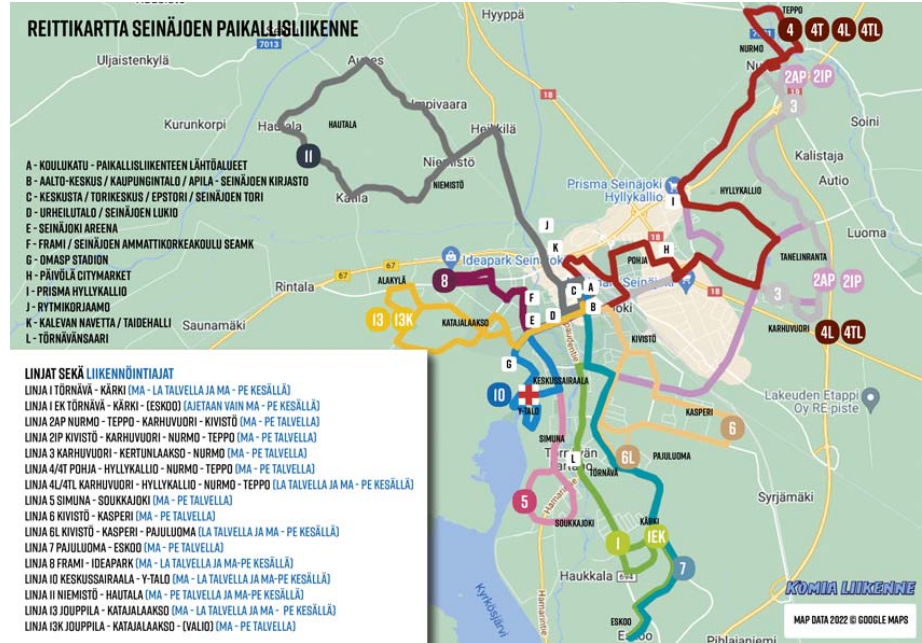 REITTIKARTTA SEINÄJOEN PAIKALLISLIIKENNE
A - KOULUKATU - PAIKALLISLIIKENTEEN LÄHTÖALUEET
B - AALTO-KESKUS / KAUPUNGINTALO / APILA - SEINÄJOEN KIRJASTO
C - KESKUSTA / TORIKESKUS / EPSTORI / SEINÄJOEN TORI
D - URHEILUTALO / SEINÄJOEN LUKIO
E - SEINÄJOKI AREENA
F - FRAMI / SEINÄJOEN AMMATTIKORKEAKOULU SEAMK
G - OMASP STADION
H - PÄIVÖLÄ CITYMARKET
I - PRISMA HYLLYKALLIO
J - RYTMIKORJAAMO
K - KALEVAN NAVETTA / TAIDEHALLI
L - TÖRNÄVÄNSAARI
LINJAT SEKÄ LIIKENNÖINTIAJAT
LINJA 1 TÖRNÄVÄ - KÄRKI (MA - LA TALVELLA JA MA - PE KESÄLLÄ)
LINJA 1 EK TÖRNÄVÄ - KÄRKI - (ESKOO) (AJETAAN VAIN MA - PE KESÄLLÄ)
LINJA 2AP NURMO - TEPPO - KARHUVUORI - KIVISTÖ (MA - PE TALVELLA)
LINJA 2IP KIVISTÖ - KARHUVUORI - NURMO - TEPPO (MA - PE TALVELLA)
LINJA 3 KARHUVUORI - KERTUNLAAKSO - NURMO (MA - PE TALVELLA)
LINJA 4/4T POHJA - HYLLYKALLIO - NURMO - TEPPO (MA - PE TALVELLA)
LINJA 4L/4TL KARHUVUORI - HYLLYKALLIO - NURMO - TEPPO (LA TALVELLA JA MA - PE KESÄLLÄ)
LINJA 5 SIMUNA - SOUKKAJOKI (MA - PE TALVELLA)
LINJA 6 KIVISTÖ - KASPERI (MA - PE TALVELLA)
LINJA 6L KIVISTÖ - KASPERI - PAJULUOMA (LA TALVELLA JA MA - PE KESÄLLÄ)
LINJA 7 PAJULUOMA - ESKOO (MA - PE TALVELLA)
LINJA 8 FRAMI - IDEAPARK (MA - LA TALVELLA JA MA - PE KESÄLLÄ)
LINJA 10 KESKUSSAIRAALA - Y-TALO (MA - LA TALVELLA JA MA-PE KESÄLLÄ)
LINJA 11 NIEMISTÖ - HAUTALA (MA - LA TALVELLA JA MA - PE KESÄLLÄ)
LINJA 13 JOUPPILA - KATAJALAAKSO (MA - LA TALVELLA JA MA- PE KESÄLLÄ)
LINJA 13K JOUPPILA - KATAJALAAKSO - (VALIO) (MA - PE TALVELLA)
Hyyppä
TEPPO
4 4T 4L 4TL
NURMO
7013
Uljaistenkylä
18
2AP 2IP
3
Impivaara
Kurunkorpi
Hautala
HAUTALA
Heikkilä
Soini
11
Niemistö
NIEMISTÖ
Kalistaja
Prisma Seinäjoki
Hyllykallio
I
HYLLYKALLIO
Autio
J
K
18
H
POHJA
Luoma
TANELINRANTA
Ideapark
67
67
Rintala
ALAKYLÄ
8
2AP 2IP
3
C
A
F
B
D
E
KARHUVUORI
4L 4TL
Saunamäki
13 13K
KATAJALAAKSO
KIVISTÖ
G
KESKUSSAIRAALA
10
Y-TALO
KASPERI
Lakeuden Etappi
Oy RE-piste
6
SIMUNA
L
TÖRNÄVÄ
6L
PAJULUOMA
Syrjämäki
5
SOUKKAJOKI
KÄRKI
1
1EK
Haukkala
694
7
Kyrkösjärvi
Hamarintie
ESKOO
Pihlajaniemi
KOMIA LIIKENNE
MAP DATA 2022 © GOOGLE MAPS